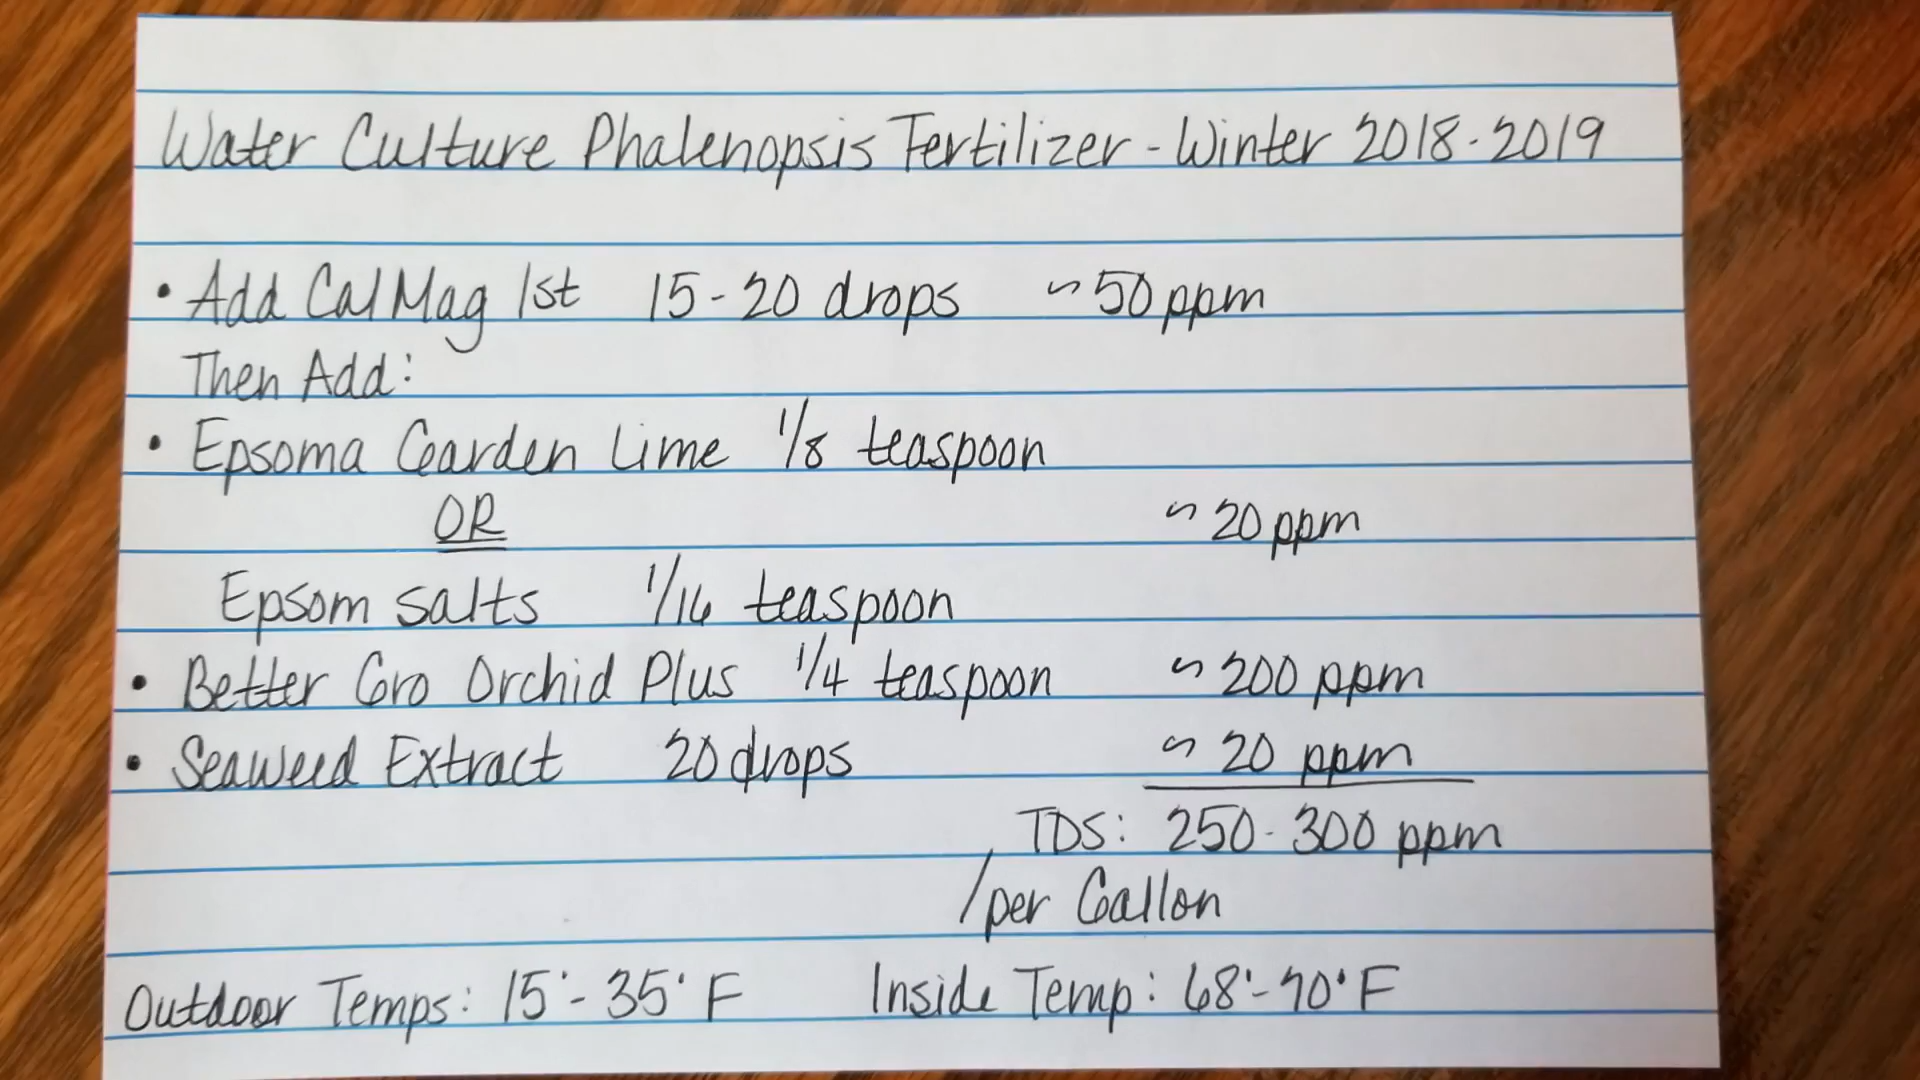 Water Culture Phalenopsis Fertilizer - Winter 2018-2019
• Add CalMag 1st 15-20 drops ~50 ppm
Then Add:
• Epsoma Garden Lime 1/8 teaspoon
OR ~20 ppm
Epsom salts 1/16 teaspoon
• Better Gro Orchid Plus 1/4 teaspoon ~200 ppm
• Seaweed Extract 20 drops ~20 ppm
TDS: 250-300 ppm
/per Gallon
Outdoor Temps: 15°-35°F Inside Temp: 68°-70°F